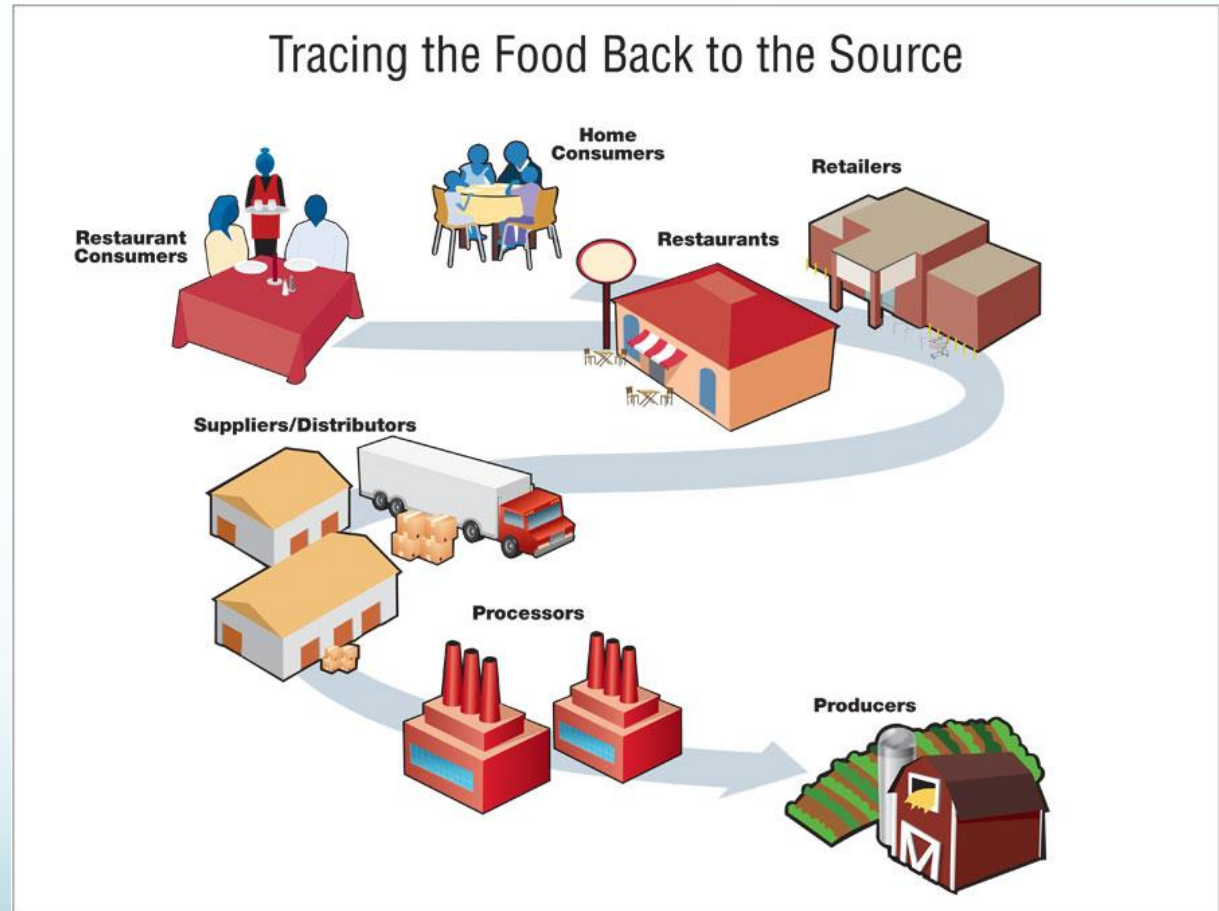 Tracing the Food Back to the Source
Home
Consumers
Retailers
Restaurant
Consumers
Restaurants
Suppliers/Distributors
Processors
Producers